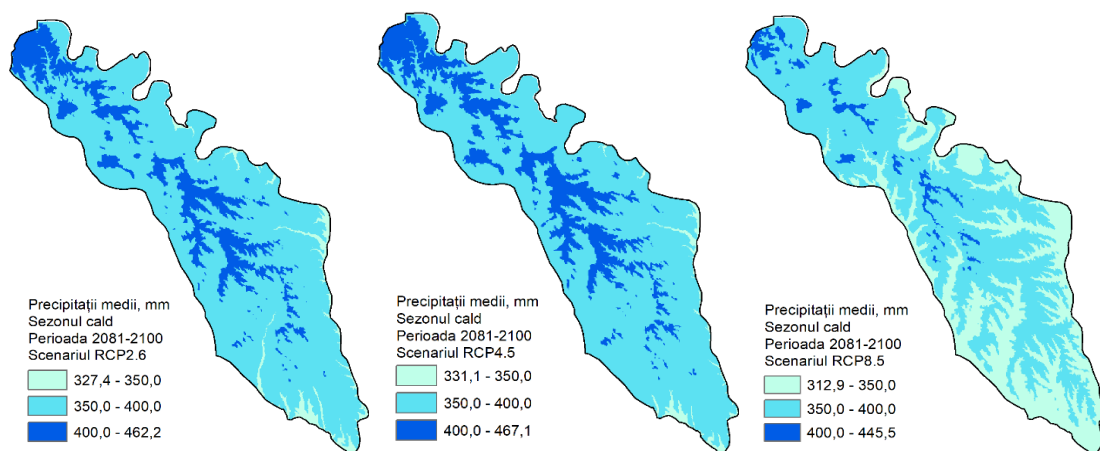 Precipitații medii, mm
Sezonul cald
Perioada 2081-2100
Scenariul RCP2.6
327,4 - 350,0
350,0 - 400,0
400,0 - 462,2
Precipitații medii, mm
Sezonul cald
Perioada 2081-2100
Scenariul RCP4.5
331,1 - 350,0
350,0 - 400,0
400,0 - 467,1
Precipitații medii, mm
Sezonul cald
Perioada 2081-2100
Scenariul RCP8.5
312,9 - 350,0
350,0 - 400,0
400,0 - 445,5